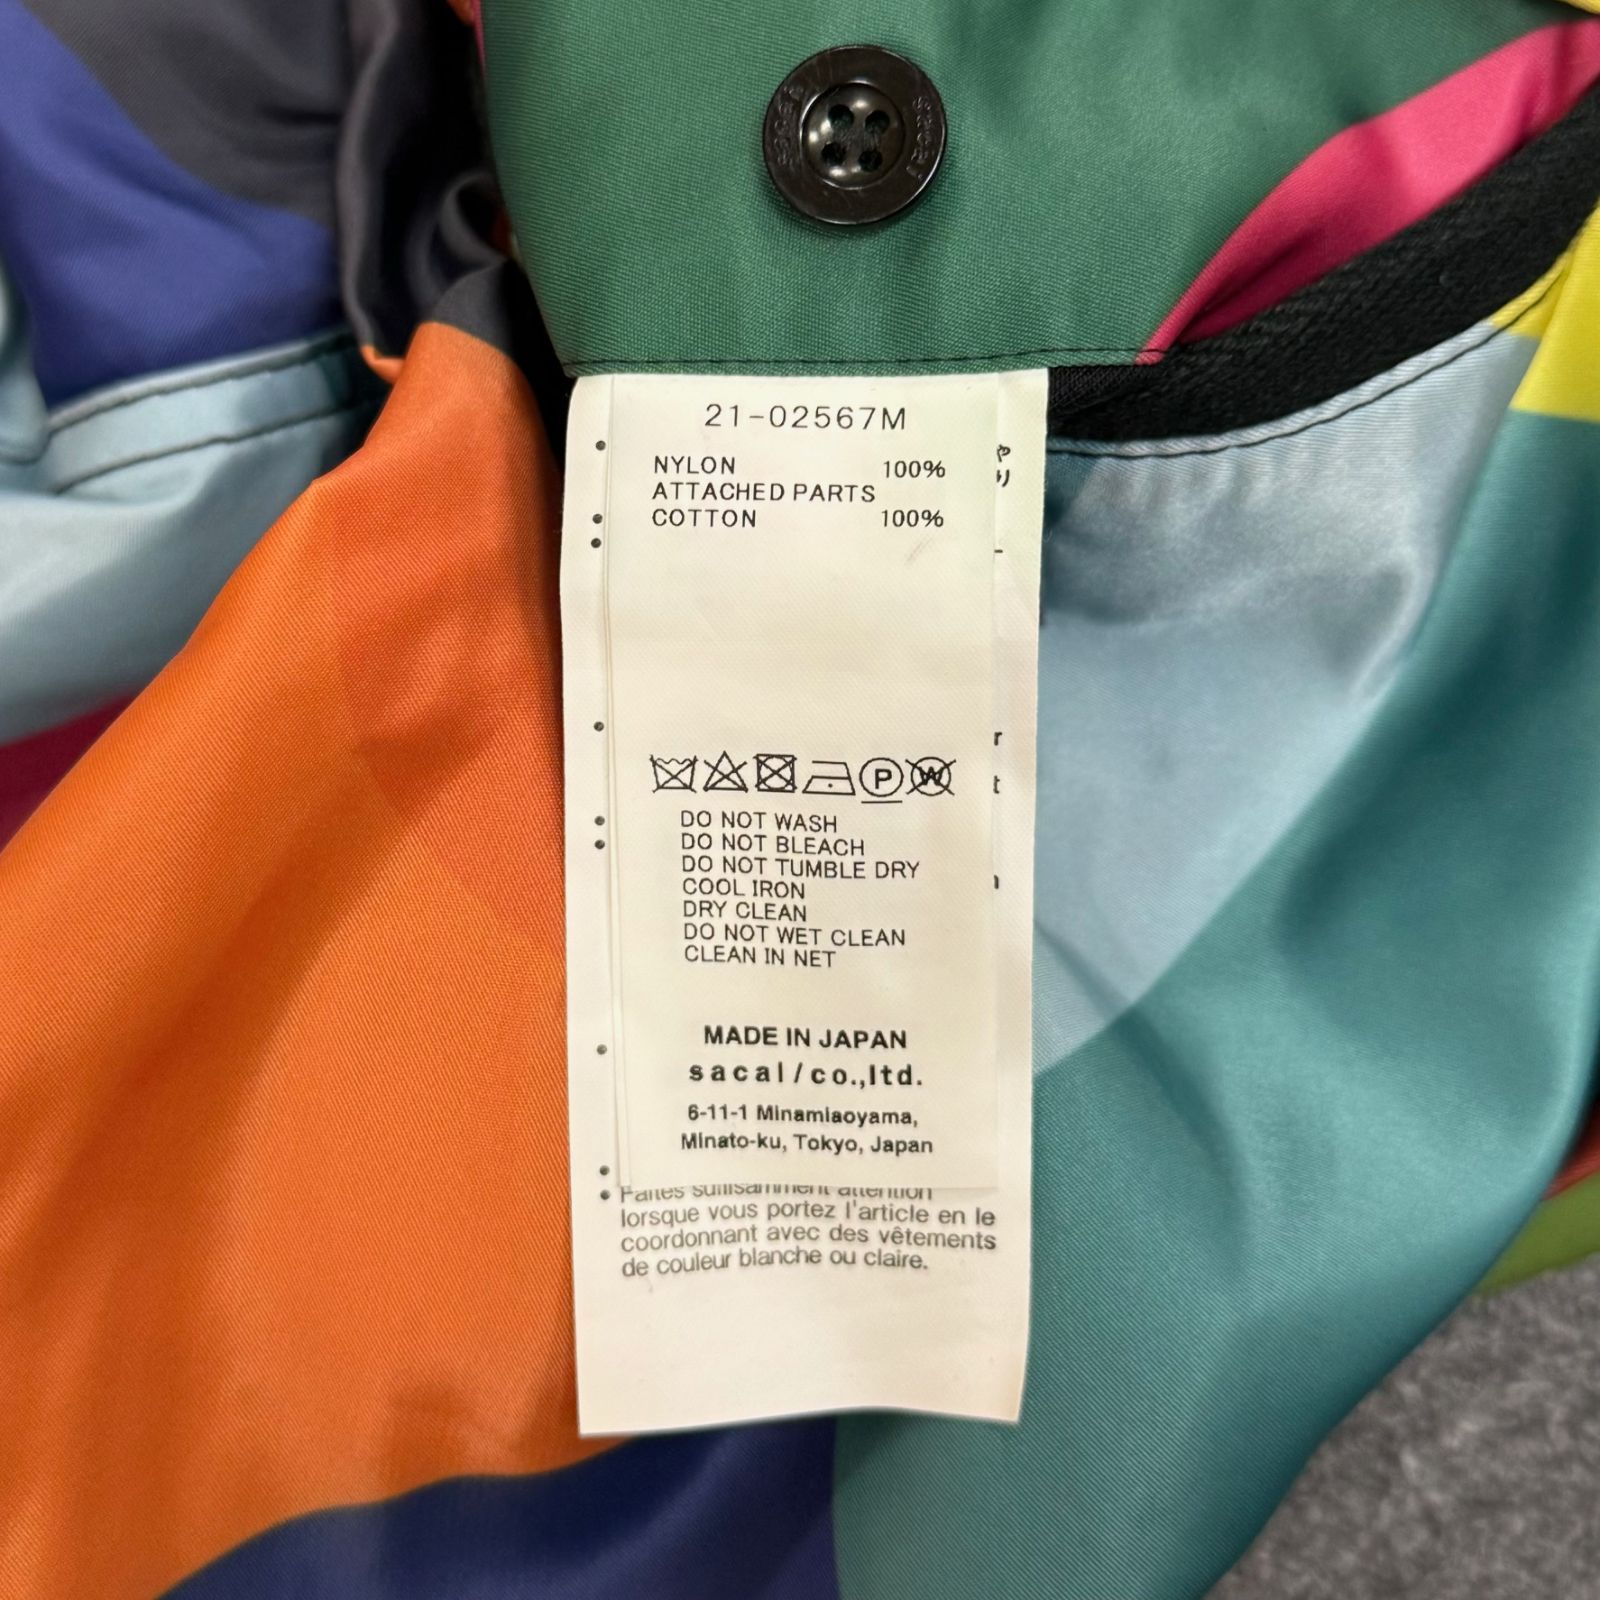 21-02567M
NYLON 100%
ATTACHED PARTS
COTTON 100%
P W
DO NOT WASH
DO NOT BLEACH
DO NOT TUMBLE DRY
COOL IRON
DRY CLEAN
DO NOT WET CLEAN
CLEAN IN NET
MADE IN JAPAN
sacai/co.,ltd.
6-11-1 Minamiaoyama,
Minato-ku, Tokyo, Japan
• Faites suffisamment attention
lorsque vous portez l'article en le
coordonnant avec des vêtements
de couleur blanche ou claire.